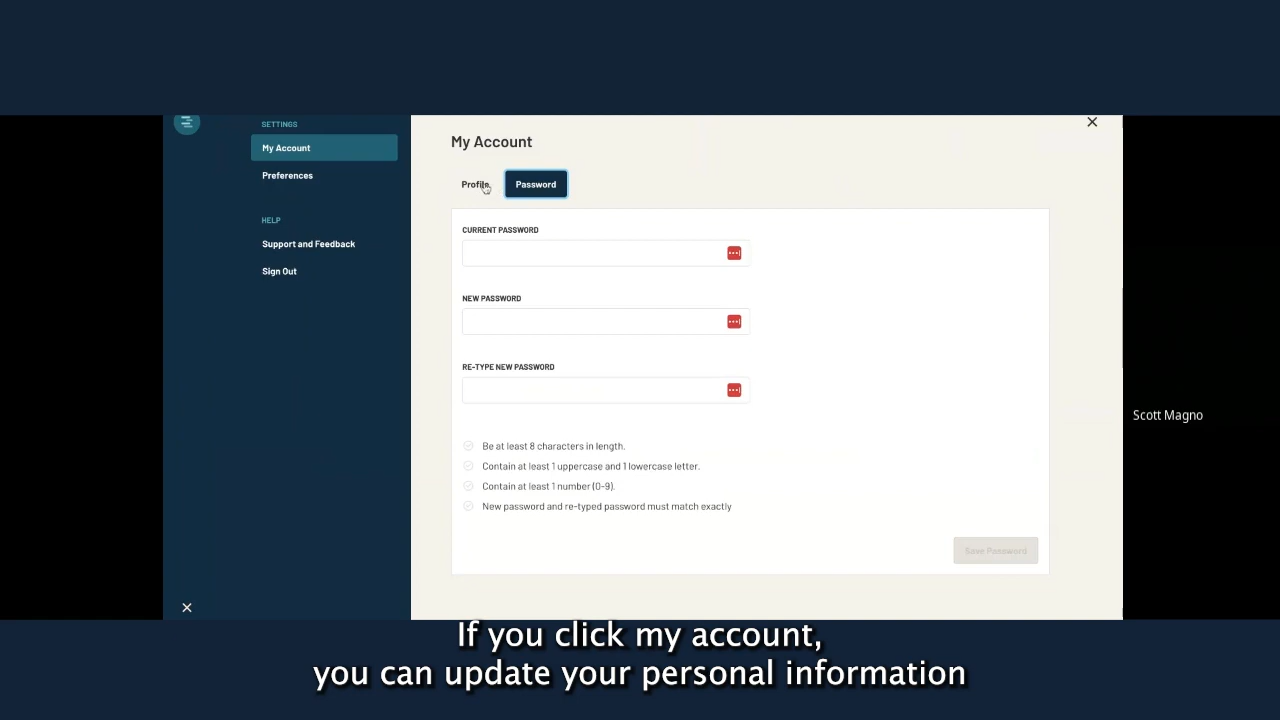 SETTINGS
My Account
Preferences
HELP
Support and Feedback
Sign Out
My Account
Profile
Password
CURRENT PASSWORD
NEW PASSWORD
RE-TYPE NEW PASSWORD
Be at least 8 characters in length.
Contain at least 1 uppercase and 1 lowercase letter.
Contain at least 1 number (0-9).
New password and re-typed password must match exactly
Save Password
Scott Magno
If you click my account,
you can update your personal information